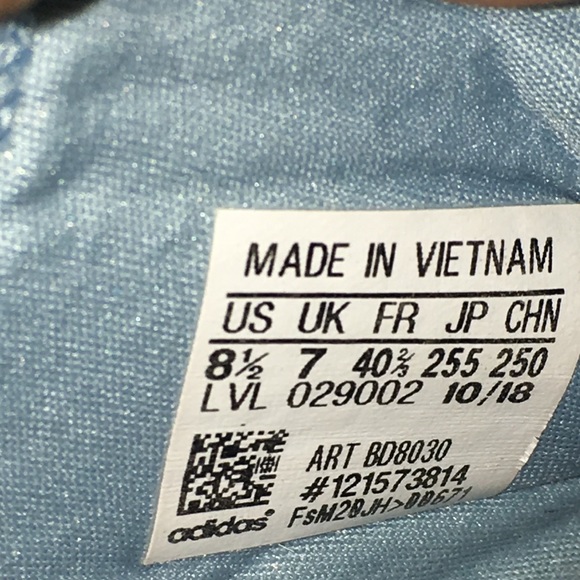 MADE IN VIETNAM
US UK FR JP CHN
8½ 7 40⅔ 255 250
LVL 029002 10/18
ART BD8030
#121573814
adidas®